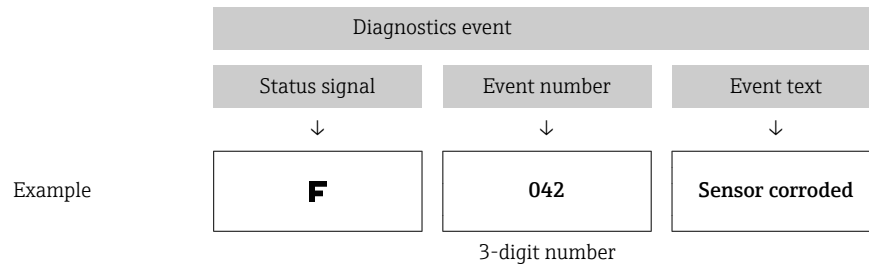 Diagnostics event
Status signal Event number Event text
↓ ↓ ↓
Example F 042 Sensor corroded
3-digit number